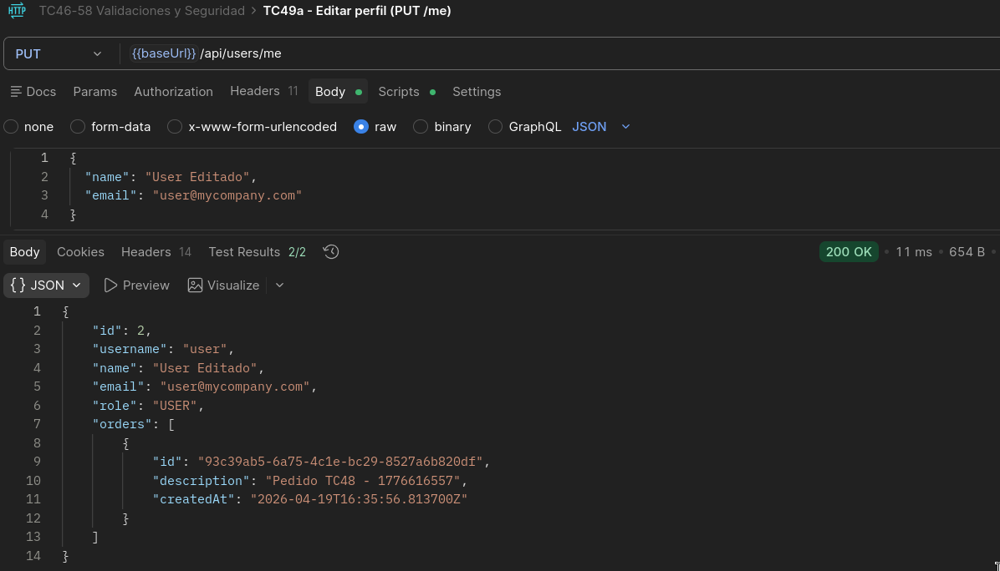 HTTP TC46-58 Validaciones y Seguridad > TC49a - Editar perfil (PUT /me)
PUT {{baseUrl}} /api/users/me
Docs Params Authorization Headers 11 Body Scripts Settings
none form-data x-www-form-urlencoded raw binary GraphQL JSON
1 {
2 "name": "User Editado",
3 "email": "user@mycompany.com"
4 }
Body Cookies Headers 14 Test Results 2/2 200 OK • 11 ms • 654 B •
{} JSON Preview Visualize
1 {
2 "id": 2,
3 "username": "user",
4 "name": "User Editado",
5 "email": "user@mycompany.com",
6 "role": "USER",
7 "orders": [
8 {
9 "id": "93c39ab5-6a75-4c1e-bc29-8527a6b820df",
10 "description": "Pedido TC48 - 1776616557",
11 "createdAt": "2026-04-19T16:35:56.813700Z"
12 }
13 ]
14 }